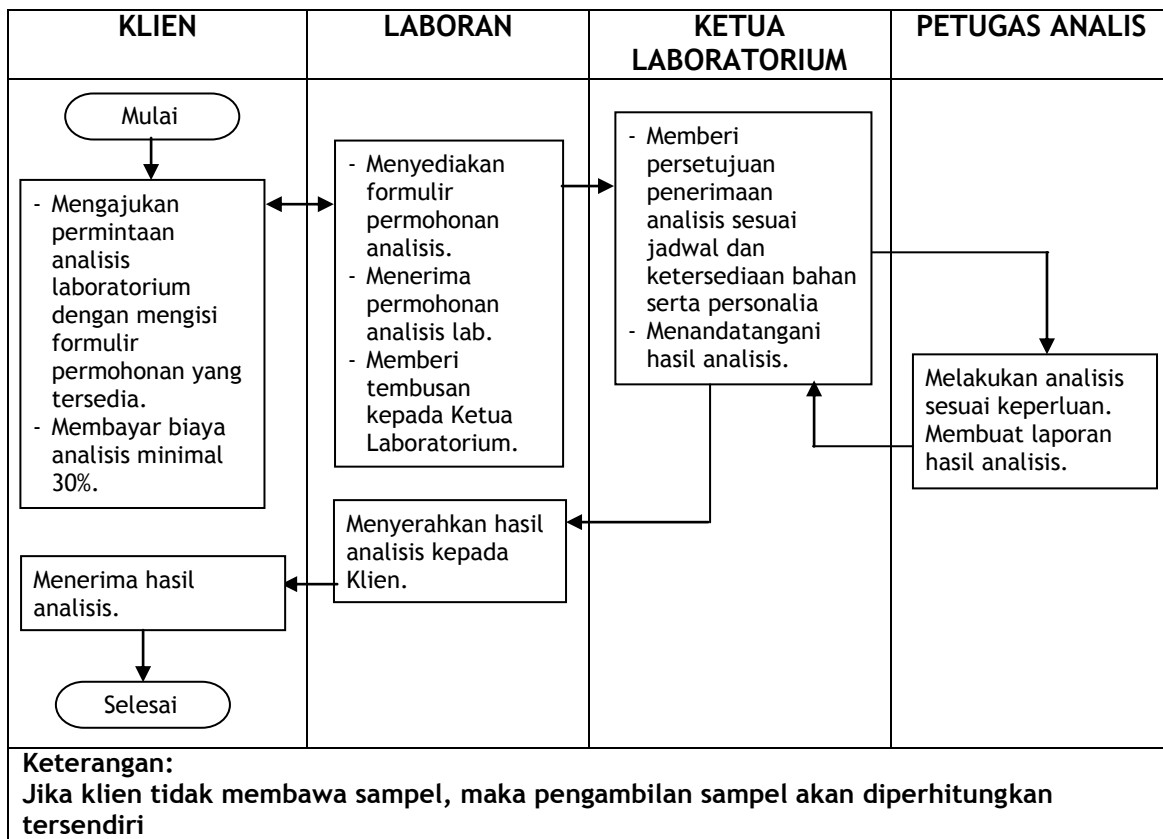 KLIEN
LABORAN
KETUA
LABORATORIUM
PETUGAS ANALIS
Mulai
- Mengajukan
permintaan
analisis
laboratorium
dengan mengisi
formulir
permohonan yang
tersedia.
- Membayar biaya
analisis minimal
30%.
- Menyediakan
formulir
permohonan
analisis.
- Menerima
permohonan
analisis lab.
- Memberi
tembusan
kepada Ketua
Laboratorium.
- Memberi
persetujuan
penerimaan
analisis sesuai
jadwal dan
ketersediaan bahan
serta personalia
- Menandatangani
hasil analisis.
Melakukan analisis
sesuai keperluan.
Membuat laporan
hasil analisis.
Menyerahkan hasil
analisis kepada
Klien.
Menerima hasil
analisis.
Selesai
Keterangan:
Jika klien tidak membawa sampel, maka pengambilan sampel akan diperhitungkan
tersendiri